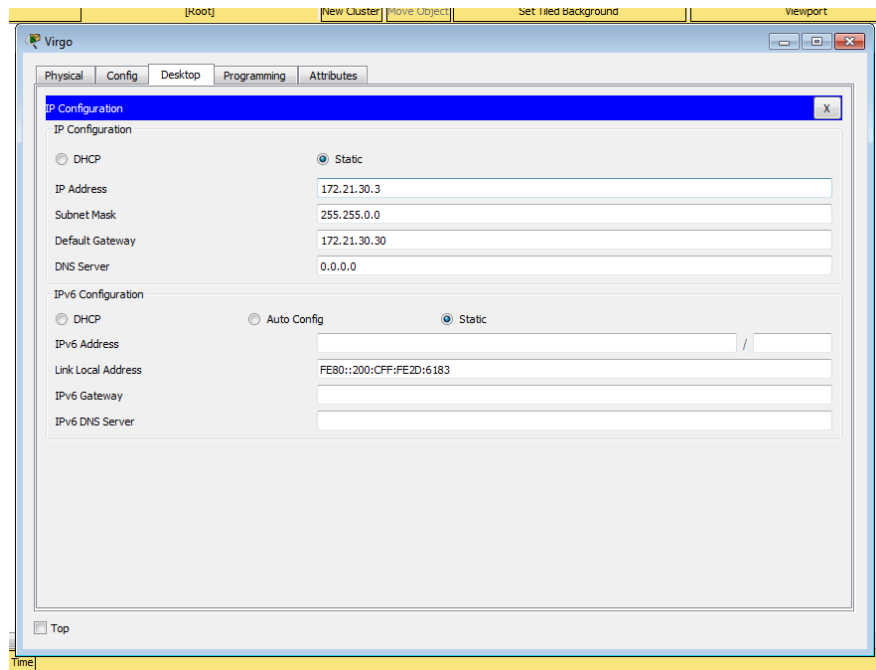 [Root] New Cluster Move Object Set Tiled Background Viewport
Virgo
Physical Config Desktop Programming Attributes
IP Configuration X
IP Configuration
DHCP Static
IP Address 172.21.30.3
Subnet Mask 255.255.0.0
Default Gateway 172.21.30.30
DNS Server 0.0.0.0
IPv6 Configuration
DHCP Auto Config Static
IPv6 Address /
Link Local Address FE80::200:CFF:FE2D:6183
IPv6 Gateway
IPv6 DNS Server
Top
Time